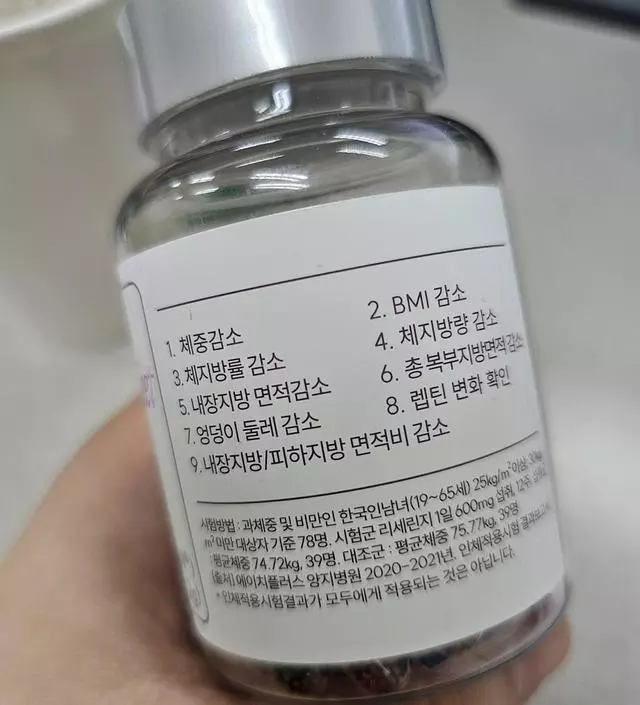 1. 체중감소
2. BMI 감소
3. 체지방률 감소
4. 체지방량 감소
5. 내장지방 면적감소
6. 총 복부지방면적 감소
7. 엉덩이 둘레 감소
8. 렙틴 변화 확인
9. 내장지방/피하지방 면적비 감소
시험방법 : 과체중 및 비만인 한국인남녀(19~65세) 25kg/m² 이상, 30kg/
m² 미만 대상자 기준 78명. 시험군 리세린지 1일 600mg 섭취, 12주,
: 평균체중 74.72kg, 39명. 대조군 : 평균체중 75.77kg, 39명
(출처) 에이치플러스 양지병원 2020-2021년, 인체적용시험 결과보고서
* 인체적용시험결과가 모두에게 적용되는 것은 아닙니다.